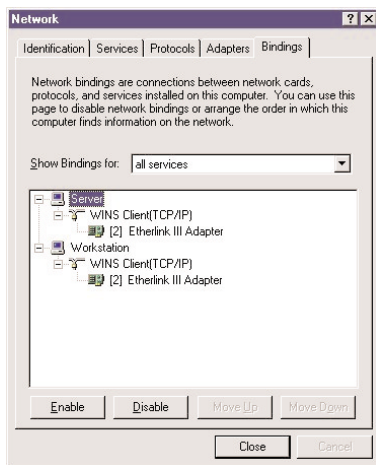 Network
Identification Services Protocols Adapters Bindings
Network bindings are connections between network cards,
protocols, and services installed on this computer. You can use this
page to disable network bindings or arrange the order in which this
computer finds information on the network.
Show Bindings for: all services
Server
WINS Client(TCP/IP)
[2] Etherlink III Adapter
Workstation
WINS Client(TCP/IP)
[2] Etherlink III Adapter
Enable Disable Move Up Move Down
Close Cancel